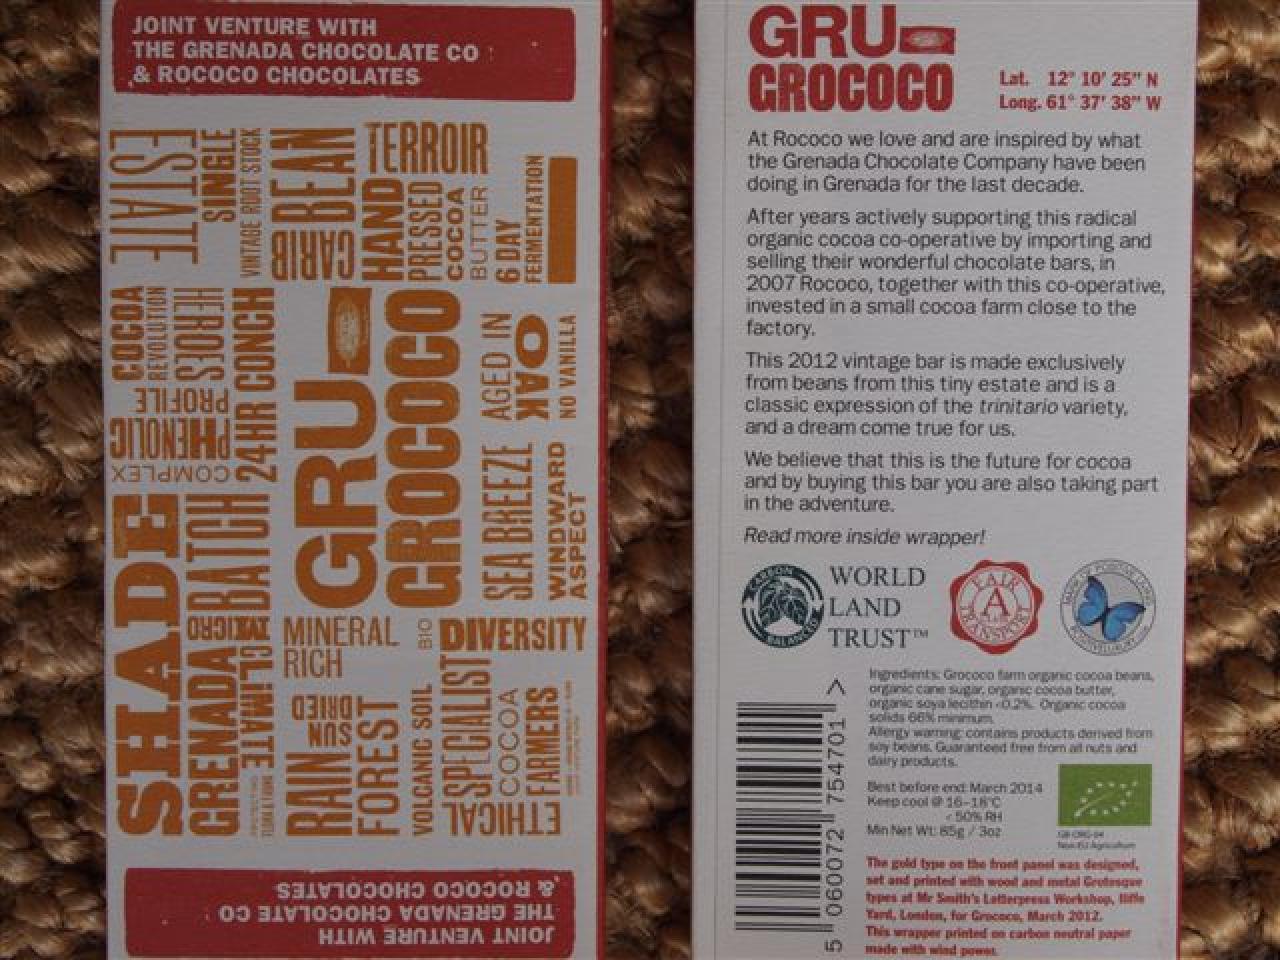 JOINT VENTURE WITH
THE GRENADA CHOCOLATE CO
& ROCOCO CHOCOLATES
ESTATE
SINGLE
VINTAGE ROOT STOCK
CARIBBEAN
TERROIR
HAND
PRESSED
COCOA
BUTTER
6 DAY
FERMENTATION
COCOA
REVOLUTION
HEROES
PROFILE
PHENOLIC
COMPLEX
24HR CONCH
GRU
GROCOCO
AGED IN
OAK
NO VANILLA
SEA BREEZE
WINDWARD
ASPECT
SHADE
GRENADA
MICRO
BATCH
CLIMATE
MINERAL
RICH
BIO
DIVERSITY
SUN
DRIED
RAIN
FOREST
VOLCANIC SOIL
SPECIALIST
COCOA
FARMERS
ETHICAL
JOINT VENTURE WITH
THE GRENADA CHOCOLATE CO
& ROCOCO CHOCOLATES
GRU
GROCOCO
Lat. 12° 10' 25" N
Long. 61° 37' 38" W
At Rococo we love and are inspired by what
the Grenada Chocolate Company have been
doing in Grenada for the last decade.
After years actively supporting this radical
organic cocoa co-operative by importing and
selling their wonderful chocolate bars, in
2007 Rococo, together with this co-operative,
invested in a small cocoa farm close to the
factory.
This 2012 vintage bar is made exclusively
from beans from this tiny estate and is a
classic expression of the trinitario variety,
and a dream come true for us.
We believe that this is the future for cocoa
and by buying this bar you are also taking part
in the adventure.
Read more inside wrapper!
CARBON
BALANCED
WORLD
LAND
TRUST™
FAIR
A
TRANSPORT
Ingredients: Grococo farm organic cocoa beans,
organic cane sugar, organic cocoa butter,
organic soya lecithin <0.2%. Organic cocoa
solids 66% minimum.
Allergy warning: contains products derived from
soy beans. Guaranteed free from all nuts and
dairy products.
Best before end: March 2014
Keep cool @ 16–18°C
< 50% RH
Min Net Wt: 85g / 3oz
Non-EU Agriculture
5 060072 754701 >
The gold type on the front panel was designed,
set and printed with wood and metal Grotesque
types at Mr Smith's Letterpress Workshop, Iliffe
Yard, London, for Grococo, March 2012.
This wrapper printed on carbon neutral paper
made with wind power.